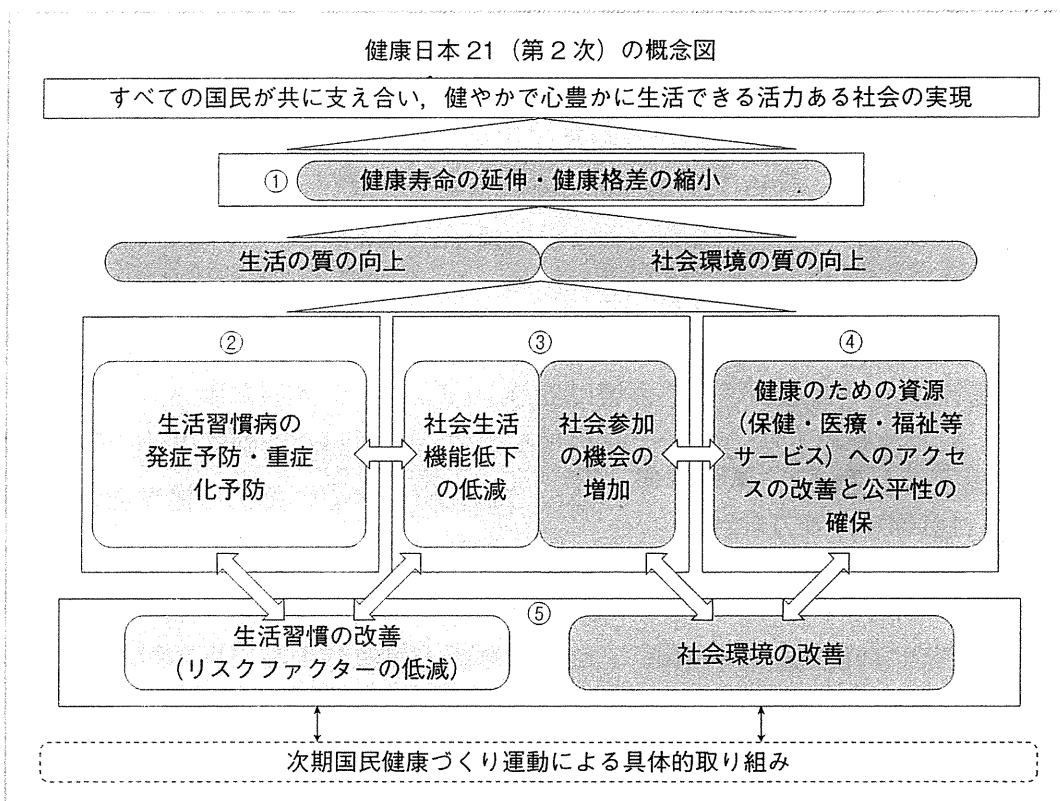 健康日本21（第2次）の概念図
すべての国民が共に支え合い，健やかで心豊かに生活できる活力ある社会の実現
① 健康寿命の延伸・健康格差の縮小
生活の質の向上
社会環境の質の向上
②
生活習慣病の
発症予防・重症
化予防
③
社会生活
機能低下
の低減
社会参加
の機会の
増加
④
健康のための資源
（保健・医療・福祉等
サービス）へのアクセ
スの改善と公平性の
確保
⑤
生活習慣の改善
（リスクファクターの低減）
社会環境の改善
次期国民健康づくり運動による具体的取り組み